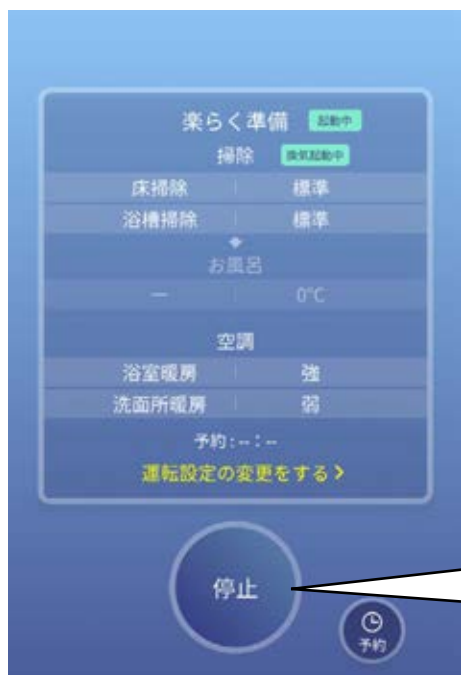 楽らく準備 起動中
掃除 換気起動中
床掃除 標準
浴槽掃除 標準
お風呂
— 0℃
空調
浴室暖房 強
洗面所暖房 弱
予約:--:--
運転設定の変更をする>
停止
予約